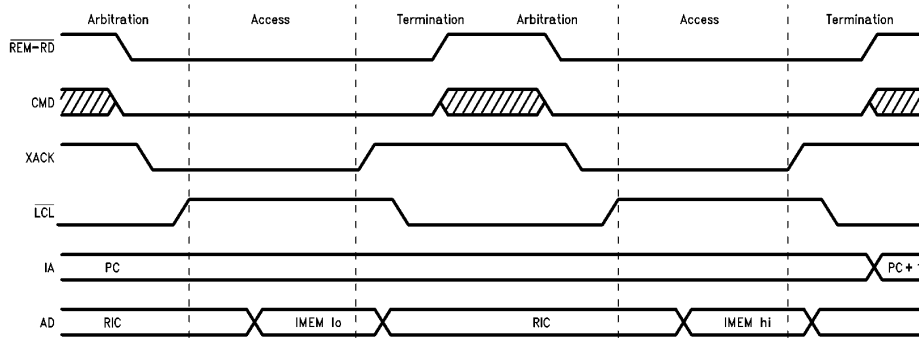 Arbitration Access Termination Arbitration Access Termination
REM-RD
CMD
XACK
LCL
IA PC PC+
AD RIC IMEM lo RIC IMEM hi